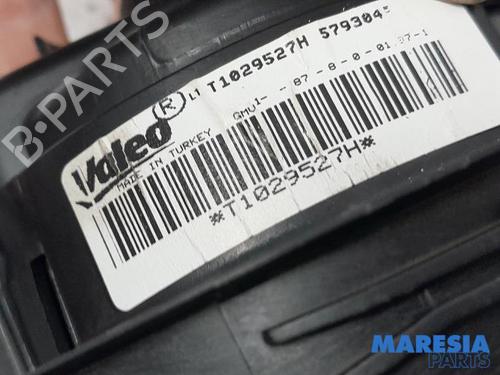 Valeo R
T1029527H 579304
MADE IN TURKEY
*T1029527H*
B-PARTS
MARESIA
PARTS